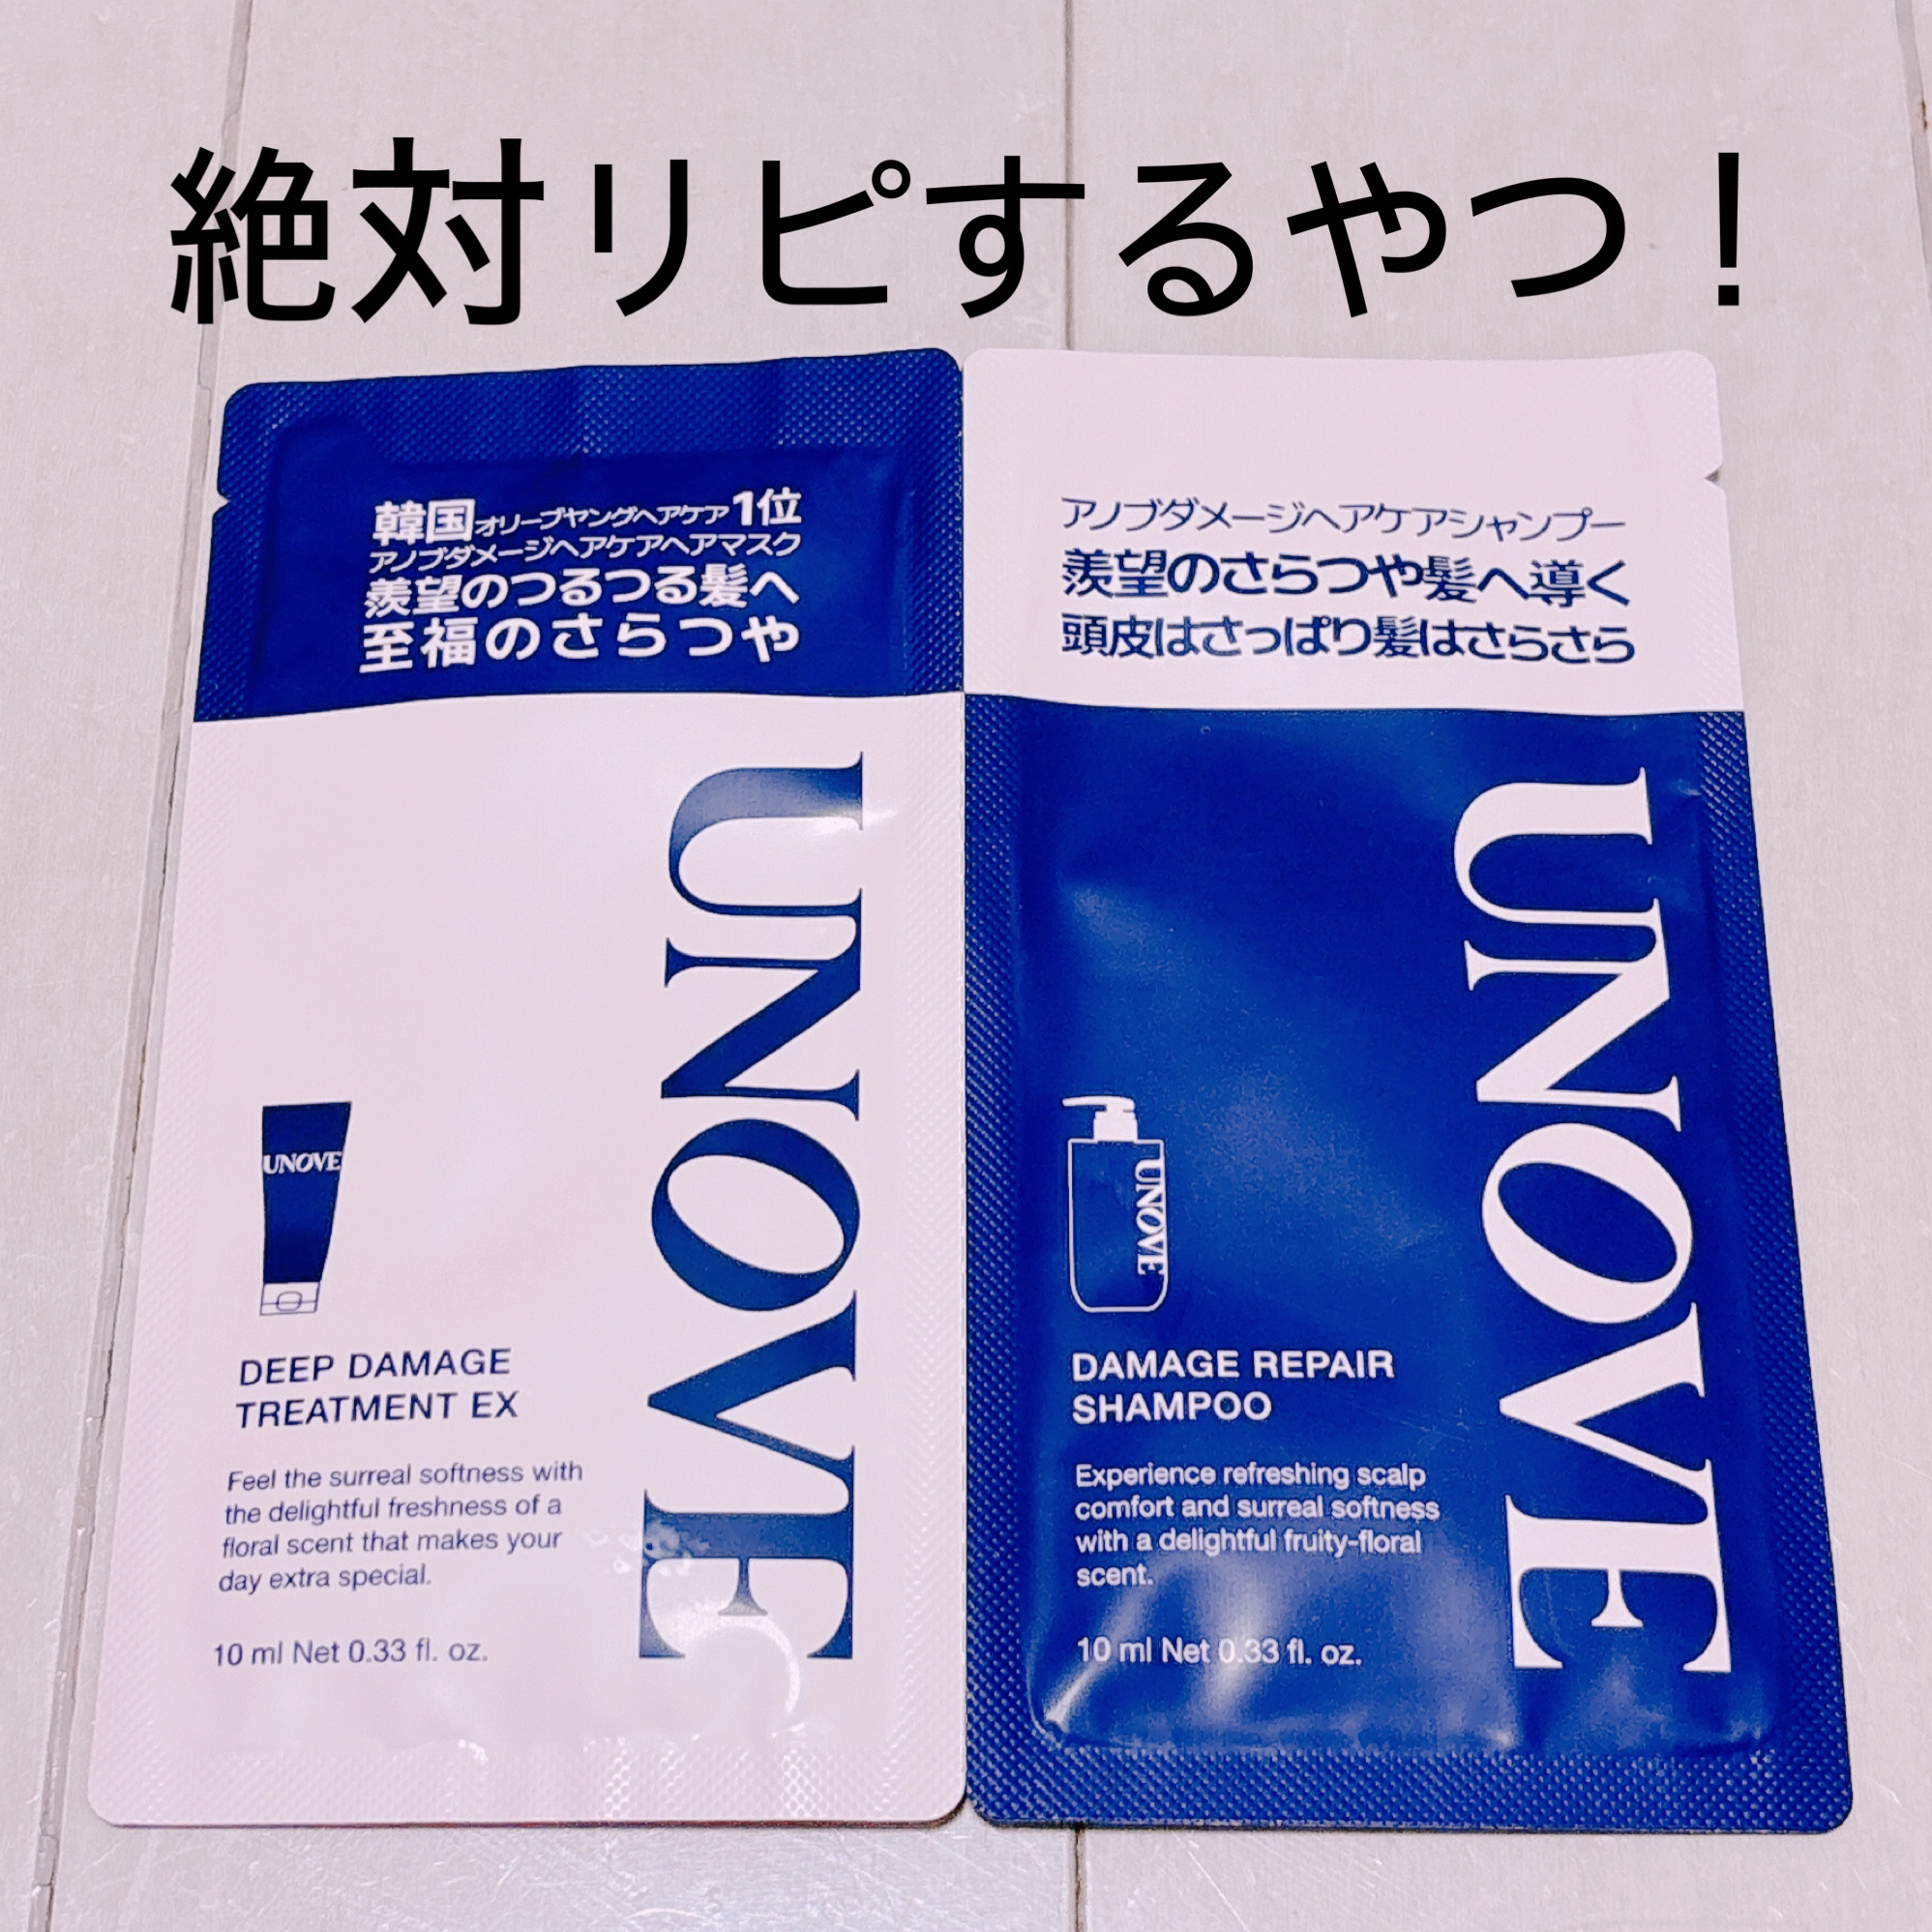 絶対リピするやつ!
韓国オリーブヤングヘアケア1位
アノブダメージヘアケアヘアマスク
羨望のつるつる髪へ
至福のさらつや
UNOVE
UNOVE
DEEP DAMAGE
TREATMENT EX
Feel the surreal softness with
the delightful freshness of a
floral scent that makes your
day extra special.
10 ml Net 0.33 fl. oz.
アノブダメージヘアケアシャンプー
羨望のさらつや髪へ導く
頭皮はさっぱり髪はさらさら
UNOVE
UNOVE
DAMAGE REPAIR
SHAMPOO
Experience refreshing scalp
comfort and surreal softness
with a delightful fruity-floral
scent.
10 ml Net 0.33 fl. oz.